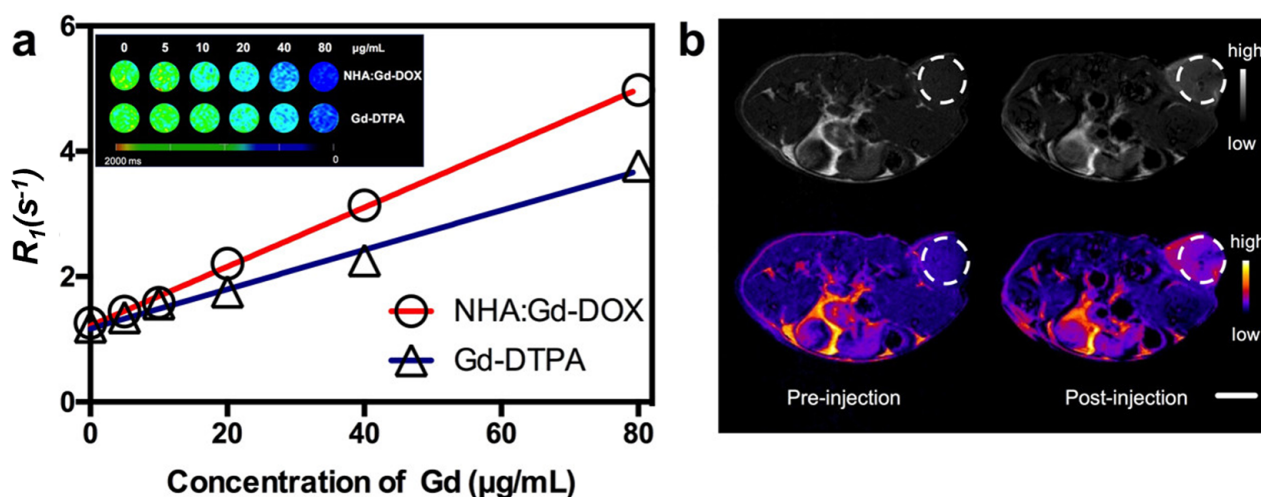 a
R1(s-1)
6
4
2
0
0 5 10 20 40 80 µg/mL
NHA:Gd-DOX
Gd-DTPA
2000 ms 0
NHA:Gd-DOX
Gd-DTPA
0 20 40 60 80
Concentration of Gd (µg/mL)
b
high
low
high
low
Pre-injection Post-injection